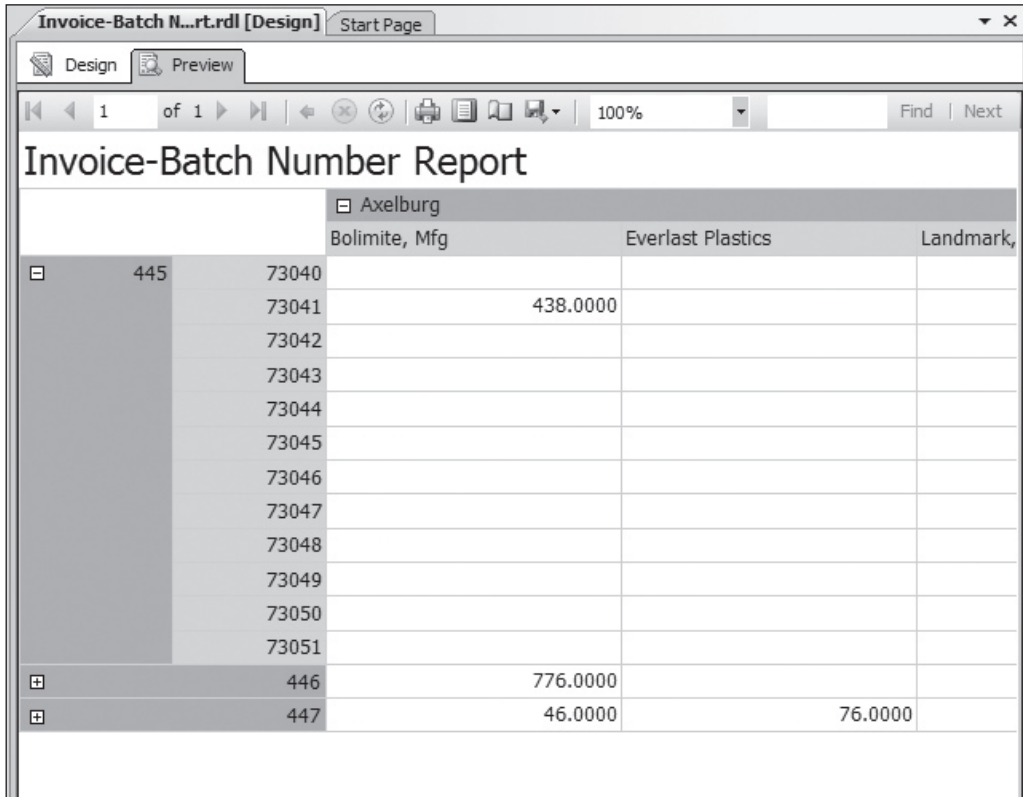 Invoice-Batch N...rt.rdl [Design] Start Page
Design Preview
1 of 1 100% Find | Next
Invoice-Batch Number Report
Axelburg
Bolimite, Mfg Everlast Plastics Landmark,
445 73040
73041 438.0000
73042
73043
73044
73045
73046
73047
73048
73049
73050
73051
446 776.0000
447 46.0000 76.0000